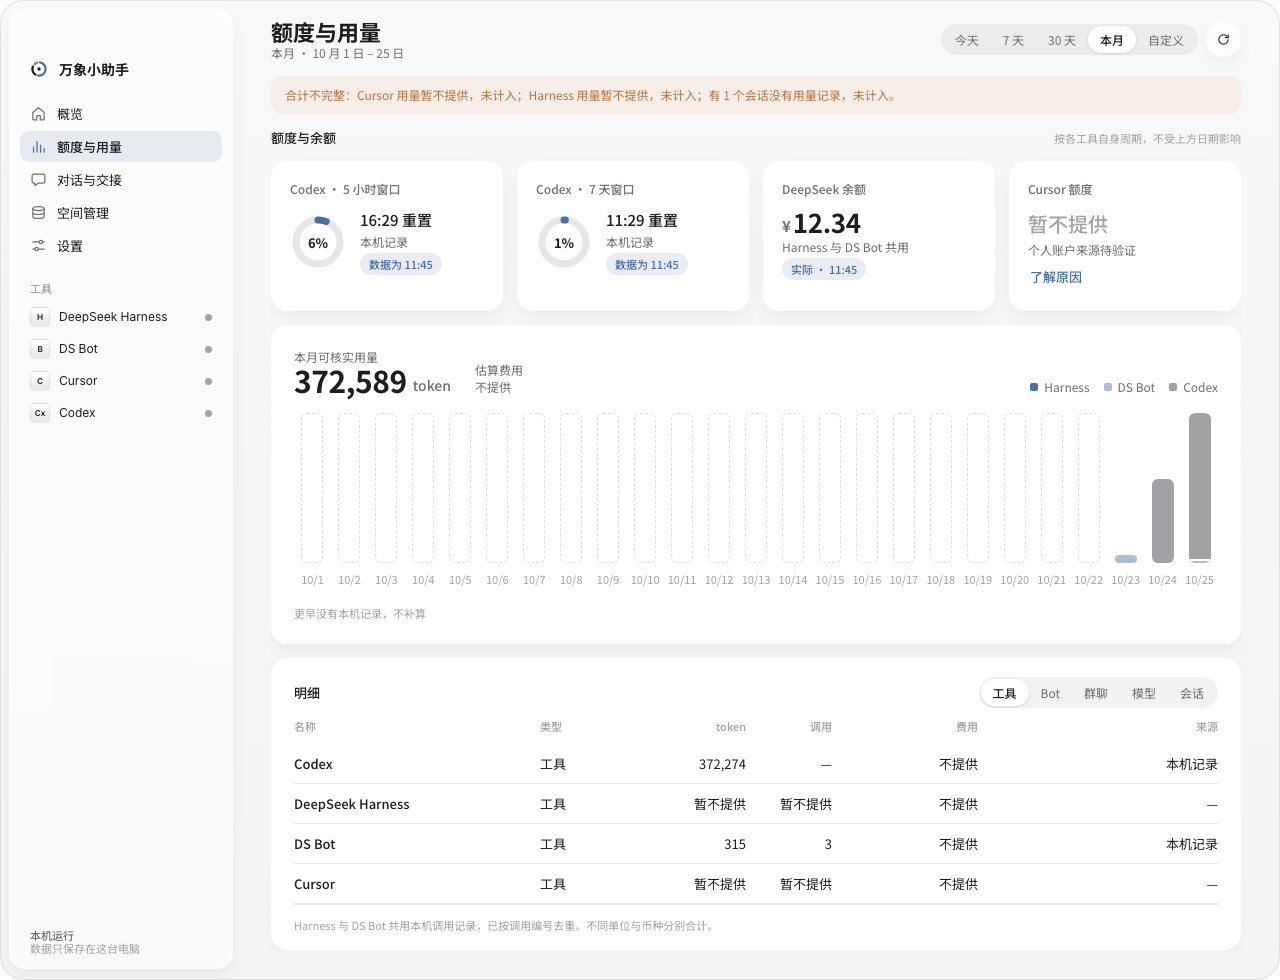 万象小助手
概览
额度与用量
对话与交接
空间管理
设置
工具
H DeepSeek Harness
B DS Bot
C Cursor
Cx Codex
本机运行
数据只保存在这台电脑
额度与用量
本月 · 10 月 1 日 – 25 日
今天 7 天 30 天 本月 自定义
合计不完整：Cursor 用量暂不提供，未计入；Harness 用量暂不提供，未计入；有 1 个会话没有用量记录，未计入。
额度与余额
按各工具自身周期，不受上方日期影响
Codex · 5 小时窗口
6%
16:29 重置
本机记录
数据为 11:45
Codex · 7 天窗口
1%
11:29 重置
本机记录
数据为 11:45
DeepSeek 余额
¥12.34
Harness 与 DS Bot 共用
实际 · 11:45
Cursor 额度
暂不提供
个人账户来源待验证
了解原因
本月可核实用量
372,589 token
估算费用
不提供
Harness DS Bot Codex
10/1 10/2 10/3 10/4 10/5 10/6 10/7 10/8 10/9 10/10 10/11 10/12 10/13 10/14 10/15 10/16 10/17 10/18 10/19 10/20 10/21 10/22 10/23 10/24 10/25
更早没有本机记录，不补算
明细
工具 Bot 群聊 模型 会话
名称 类型 token 调用 费用 来源
Codex 工具 372,274 — 不提供 本机记录
DeepSeek Harness 工具 暂不提供 暂不提供 不提供 —
DS Bot 工具 315 3 不提供 本机记录
Cursor 工具 暂不提供 暂不提供 不提供 —
Harness 与 DS Bot 共用本机调用记录，已按调用编号去重。不同单位与币种分别合计。